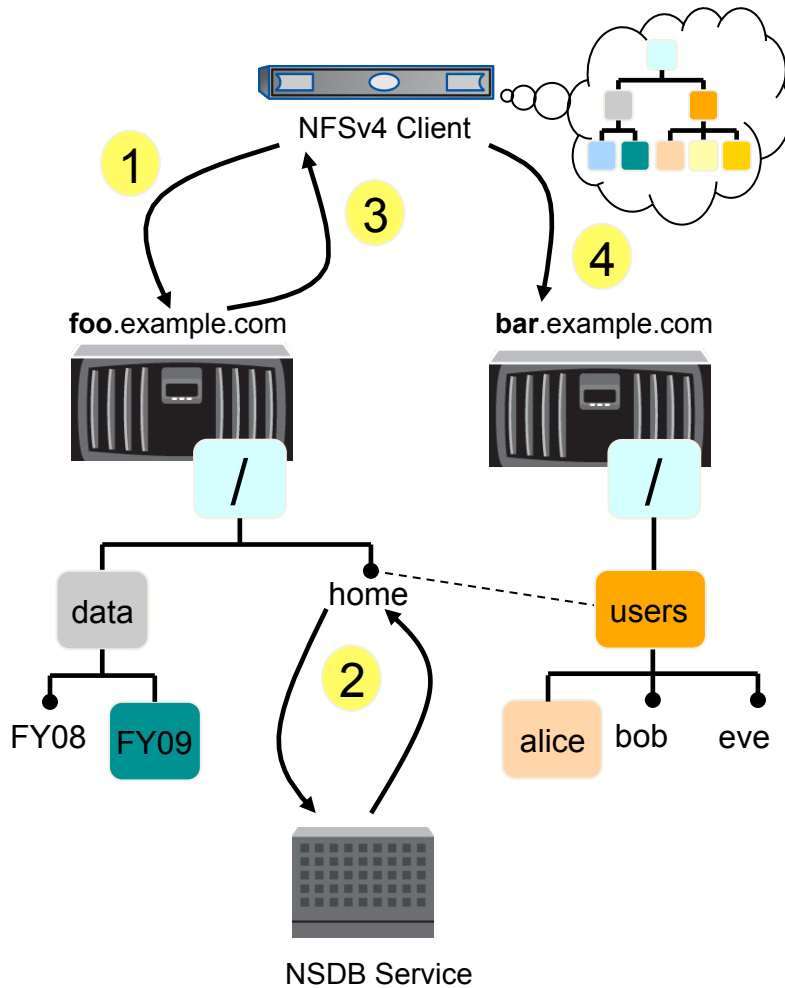 NFSv4 Client
1
3
4
foo.example.com
bar.example.com
/
/
data
home
users
2
FY08
FY09
alice
bob
eve
NSDB Service